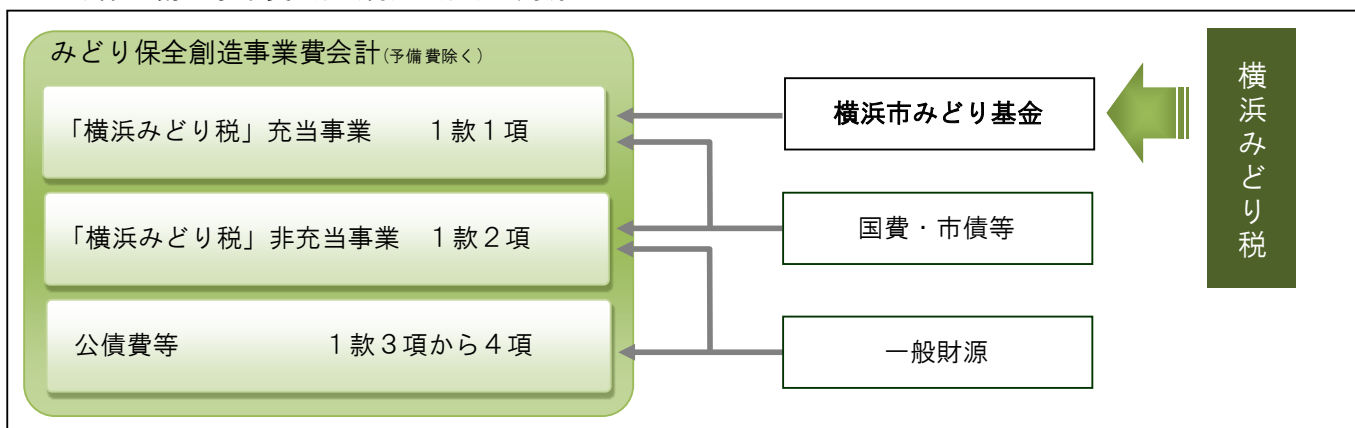 みどり保全創造事業費会計(予備費除く)
「横浜みどり税」充当事業　　１款１項
「横浜みどり税」非充当事業　１款２項
公債費等　　　　　　１款３項から４項
横浜市みどり基金
国費・市債等
一般財源
横浜みどり税